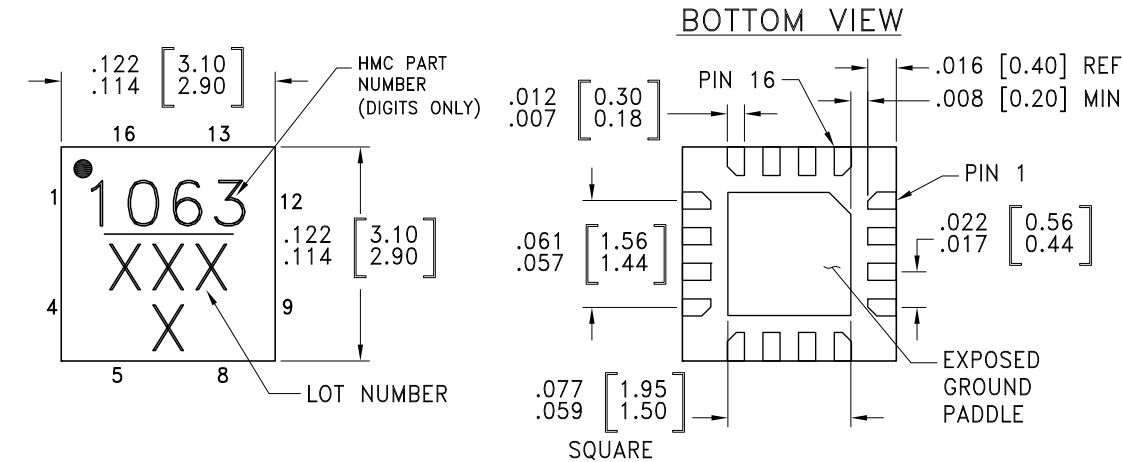 BOTTOM VIEW
.122 [3.10]
.114 [2.90]
HMC PART
NUMBER
(DIGITS ONLY)
16
13
1
12
4
9
5
8
1063
XXX
X
.122 [3.10]
.114 [2.90]
LOT NUMBER
PIN 16
.016 [0.40] REF
.008 [0.20] MIN
.012 [0.30]
.007 [0.18]
PIN 1
.022 [0.56]
.017 [0.44]
.061 [1.56]
.057 [1.44]
EXPOSED
GROUND
PADDLE
.077 [1.95]
.059 [1.50]
SQUARE